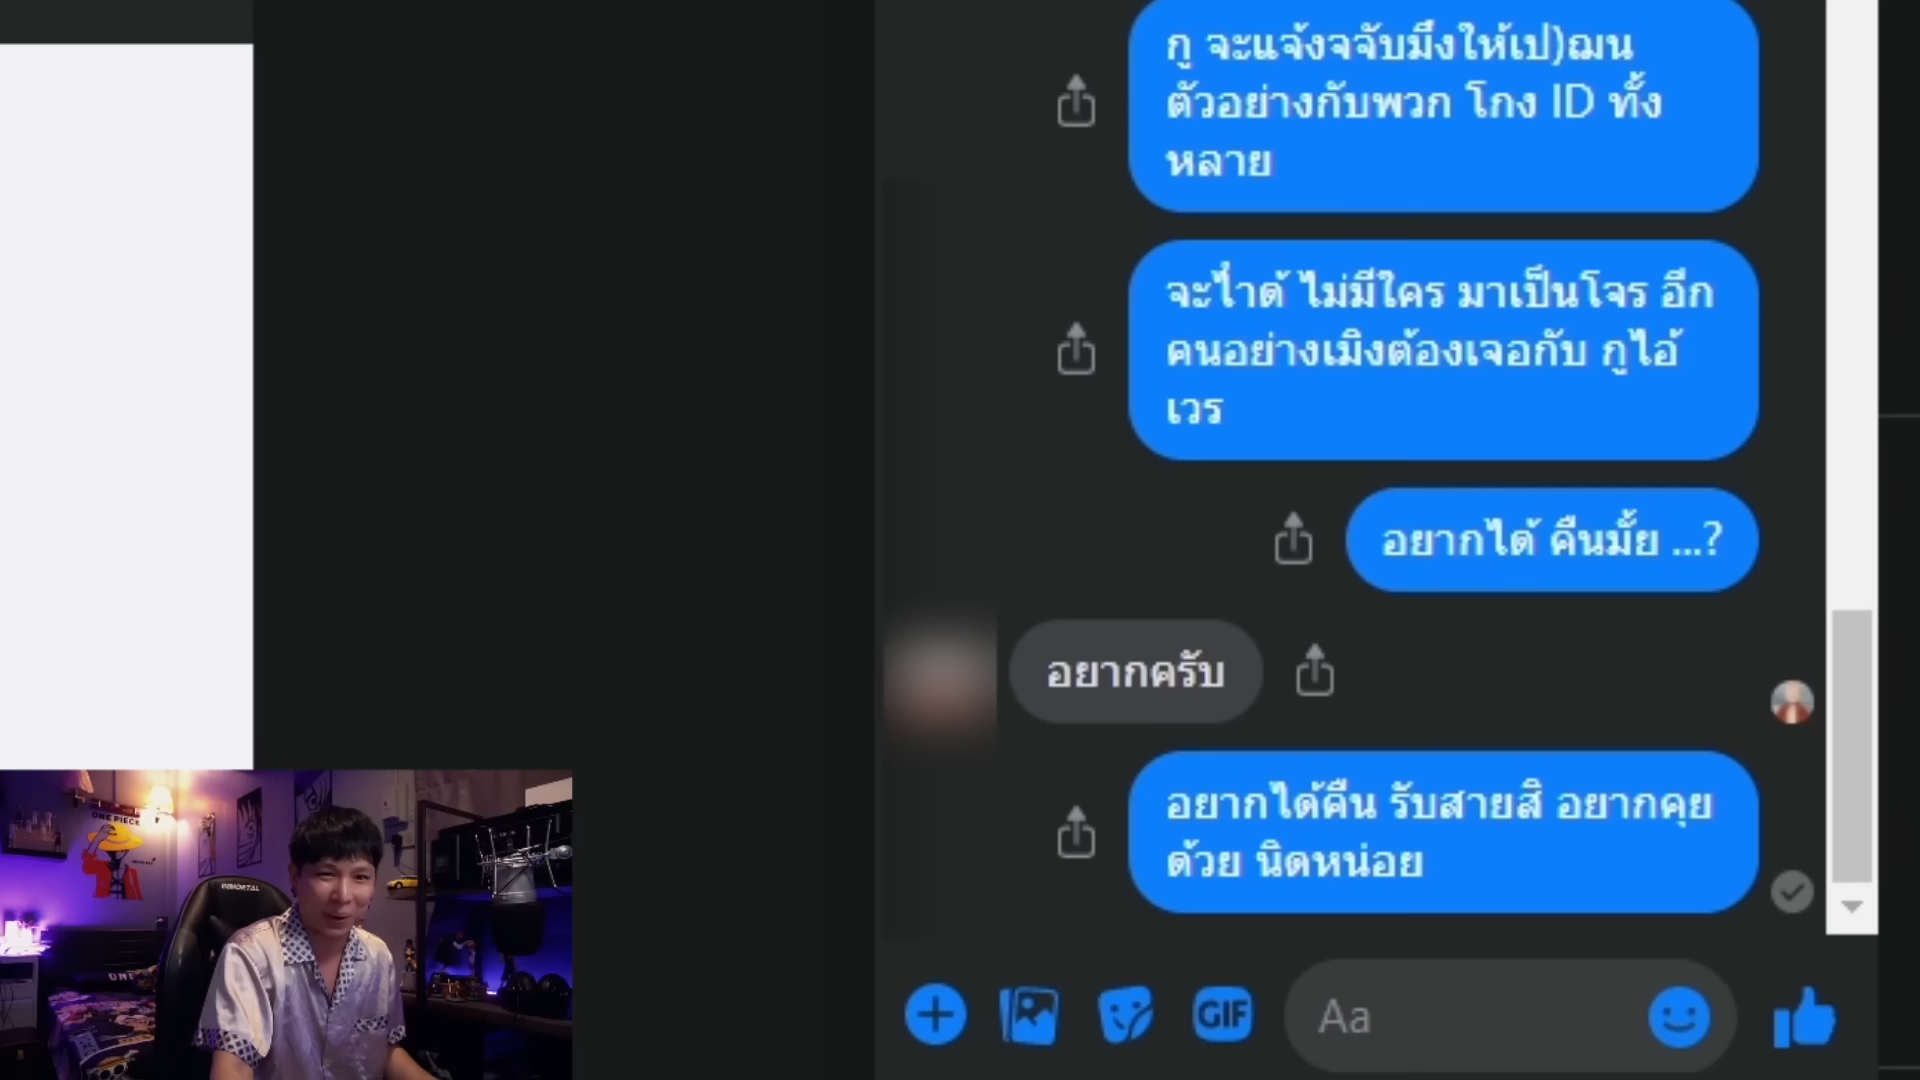 กู จะแจ้งจจับมึงให้เป)ฌน
ตัวอย่างกับพวก โกง ID ทั้ง
หลาย
จะไำด้ ไม่มีใคร มาเป็นโจร อีก
คนอย่างเมิงต้องเจอกับ กูไอ้
เวร
อยากได้ คืนมั้ย ...?
อยากครับ
อยากได้คืน รับสายสิ อยากคุย
ด้วย นิดหน่อย
GIF
Aa
ONE PIECE
IMMORTAL